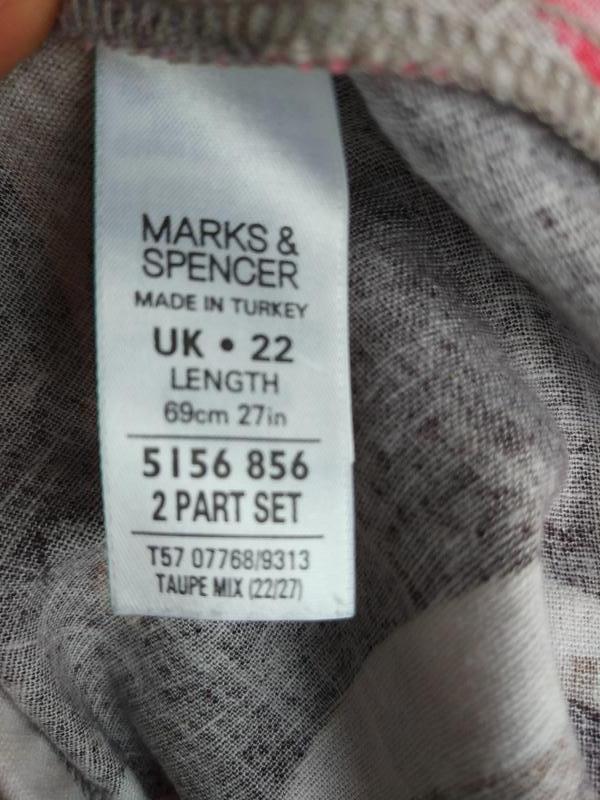 MARKS &
SPENCER
MADE IN TURKEY
UK • 22
LENGTH
69cm 27in
5156 856
2 PART SET
T57 07768/9313
TAUPE MIX (22/27)